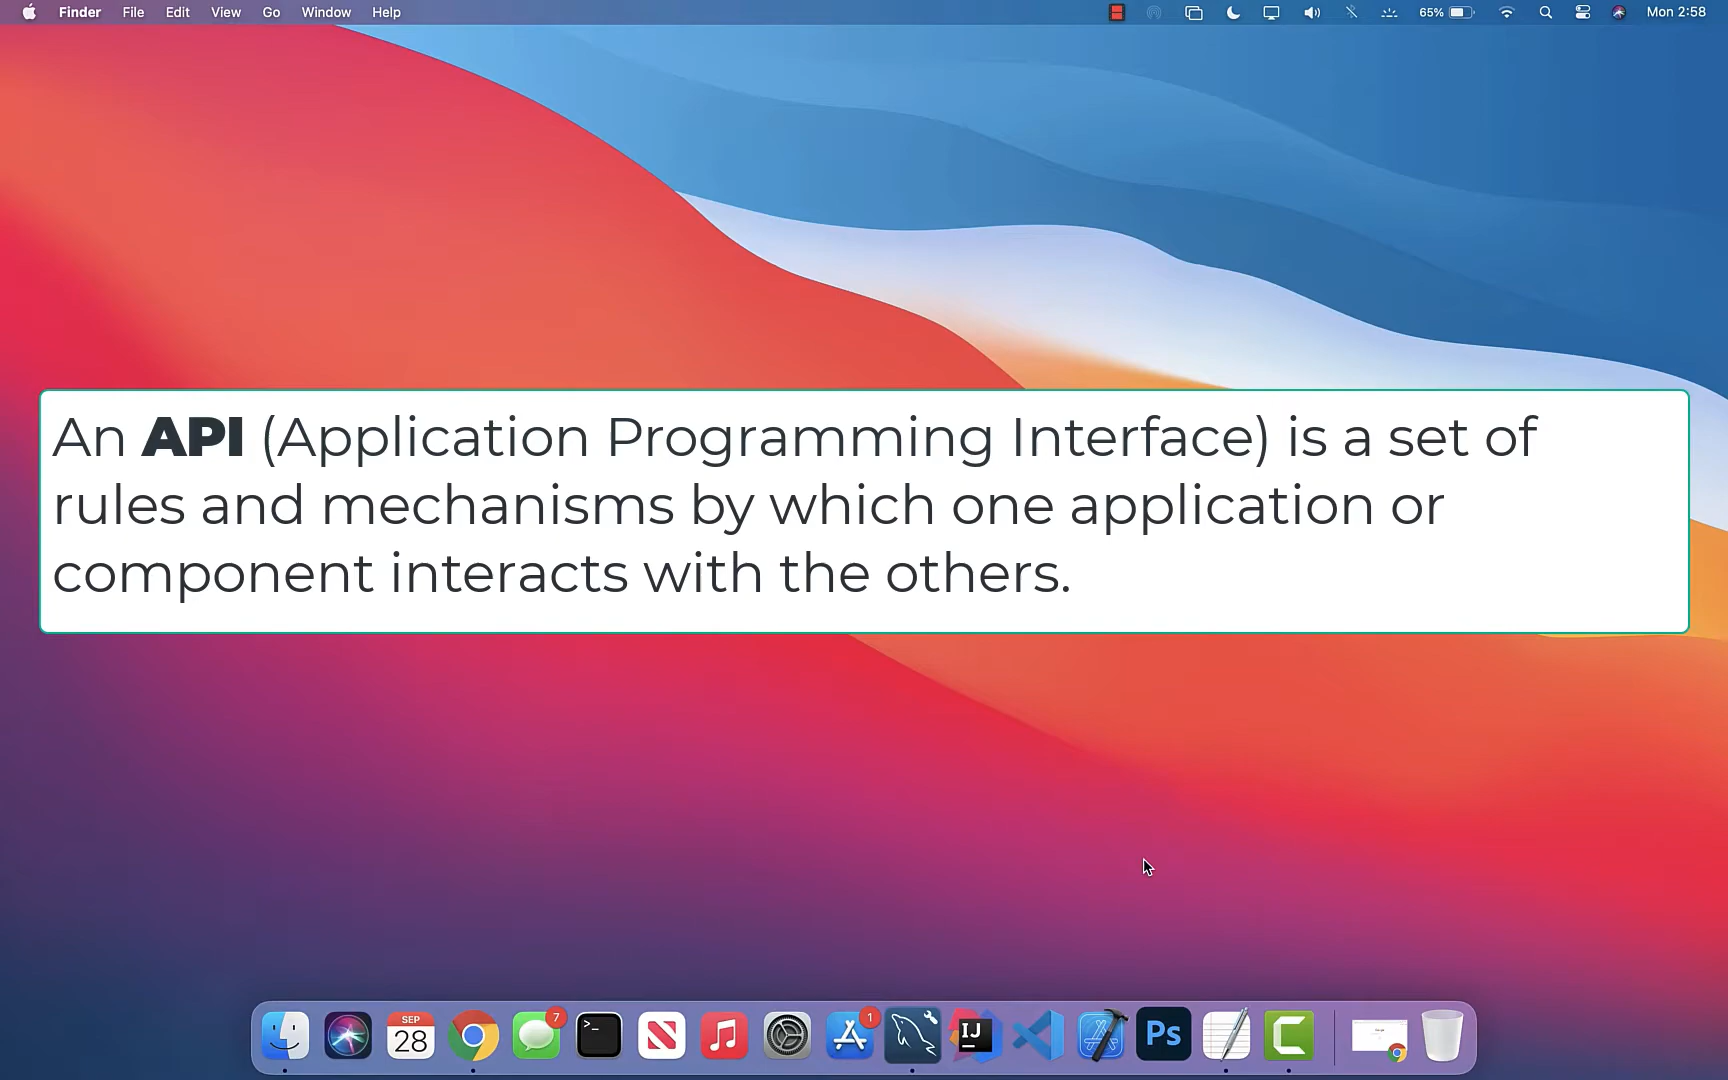 Finder File Edit View Go Window Help 65% Mon 2:58
An API (Application Programming Interface) is a set of
rules and mechanisms by which one application or
component interacts with the others.
SEP
28
7
>_
1
IJ
Ps